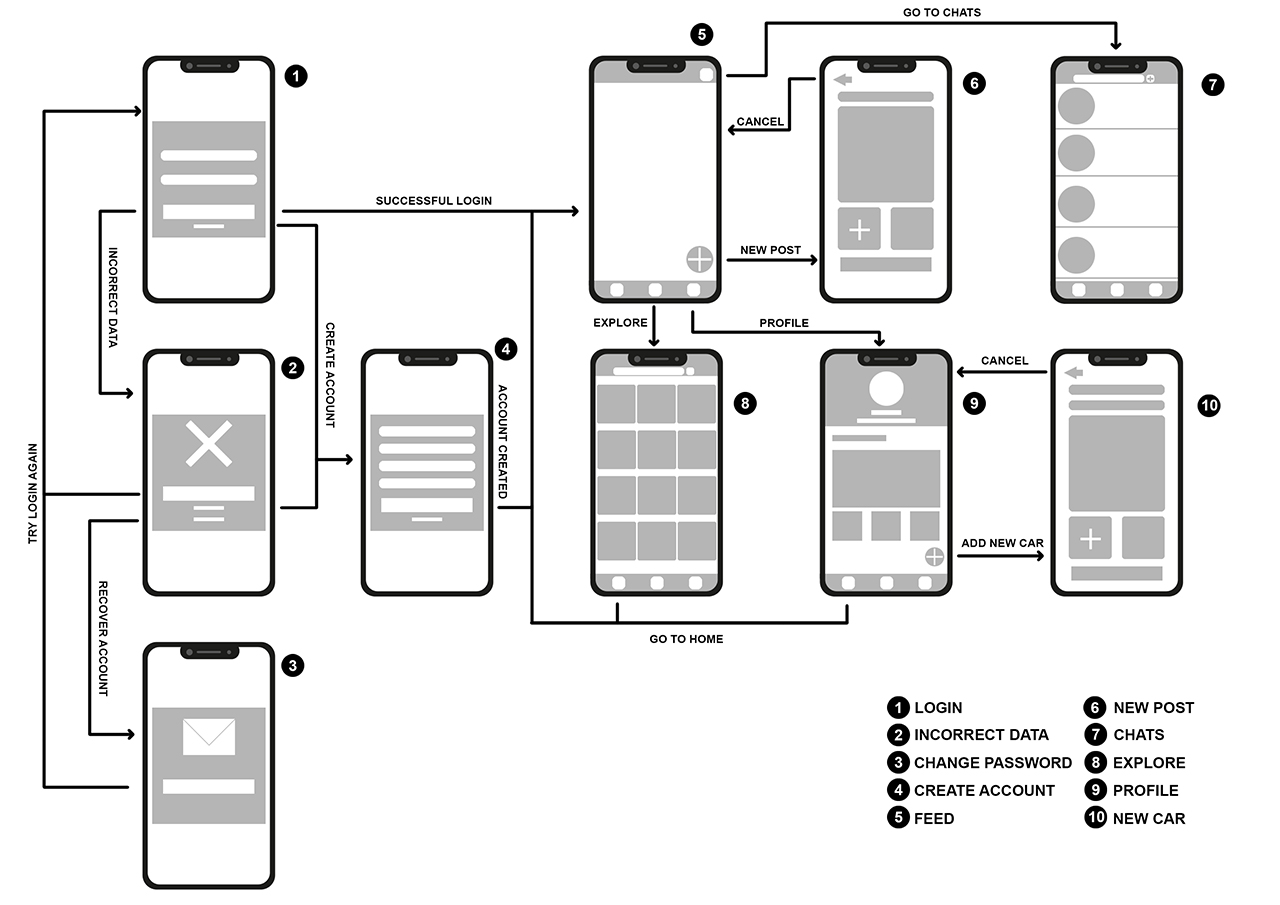 GO TO CHATS
5
1
6
7
CANCEL
SUCCESSFUL LOGIN
NEW POST
INCORRECT DATA
EXPLORE
PROFILE
CREATE ACCOUNT
4
2
CANCEL
8
9
10
ACCOUNT CREATED
TRY LOGIN AGAIN
ADD NEW CAR
RECOVER ACCOUNT
GO TO HOME
3
1 LOGIN
2 INCORRECT DATA
3 CHANGE PASSWORD
4 CREATE ACCOUNT
5 FEED
6 NEW POST
7 CHATS
8 EXPLORE
9 PROFILE
10 NEW CAR